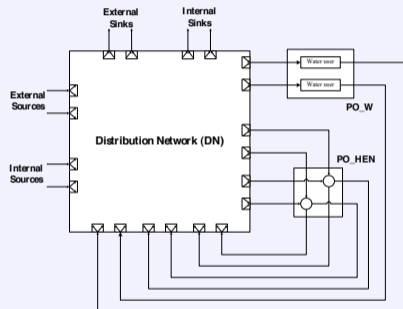 External
Sinks
Internal
Sinks
Water user
Water user
PO_W
External
Sources
Distribution Network (DN)
PO_HEN
Internal
Sources